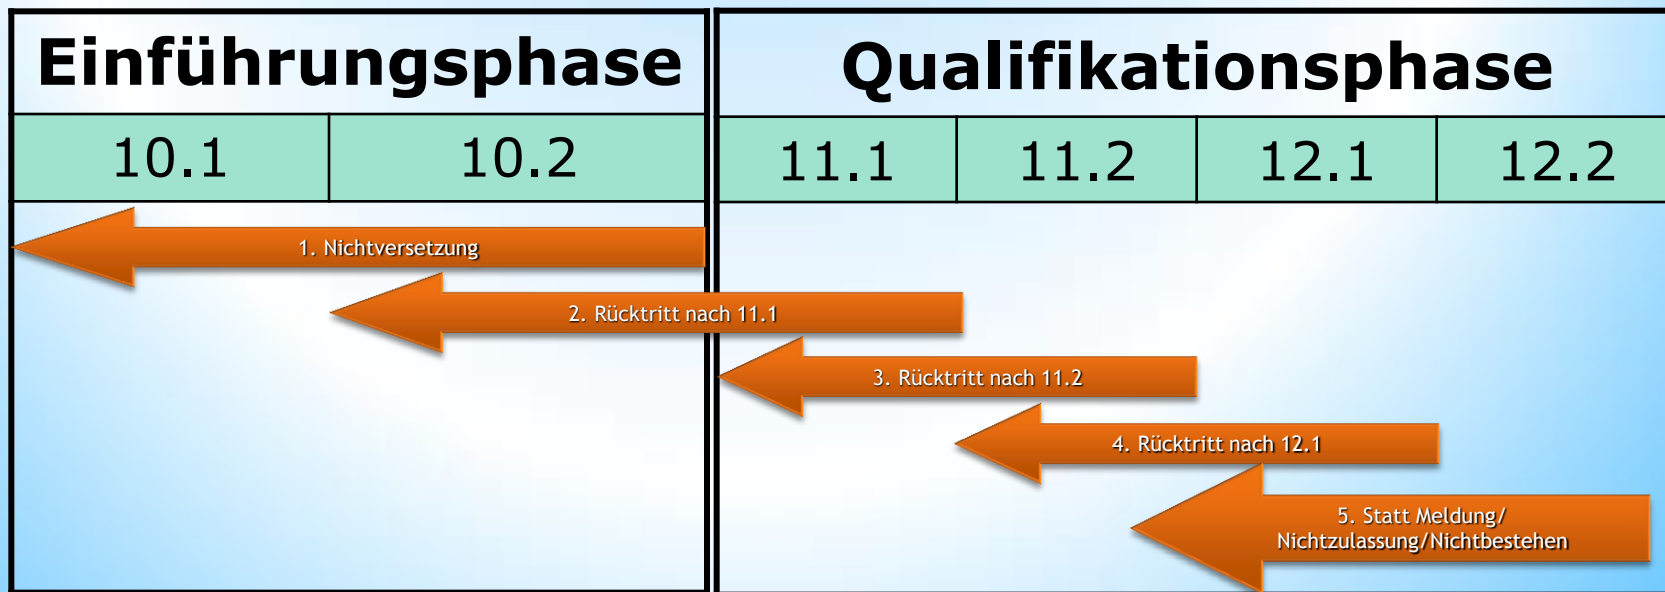 Einführungsphase
Qualifikationsphase
10.1
10.2
11.1
11.2
12.1
12.2
1. Nichtversetzung
2. Rücktritt nach 11.1
3. Rücktritt nach 11.2
4. Rücktritt nach 12.1
5. Statt Meldung/
Nichtzulassung/Nichtbestehen